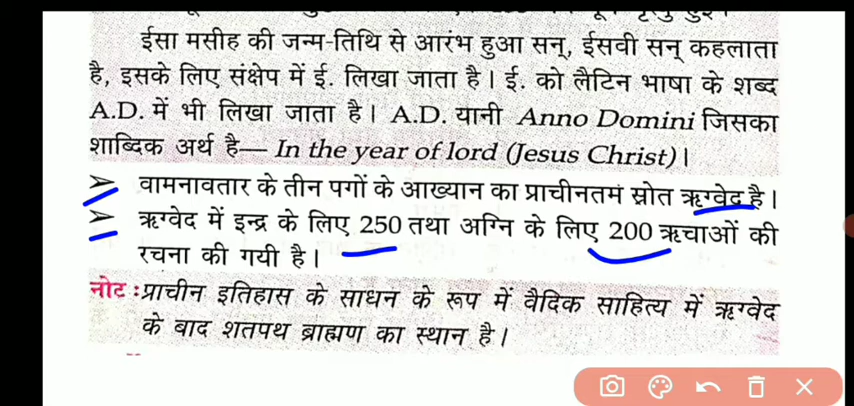 ईसा मसीह की जन्म-तिथि से आरंभ हुआ सन्, ईसवी सन् कहलाता
है, इसके लिए संक्षेप में ई. लिखा जाता है। ई. को लैटिन भाषा के शब्द
A.D. में भी लिखा जाता है। A.D. यानी Anno Domini जिसका
शाब्दिक अर्थ है— In the year of lord (Jesus Christ)।
➢ वामनावतार के तीन पगों के आख्यान का प्राचीनतम स्रोत ऋग्वेद है।
➢ ऋग्वेद में इन्द्र के लिए 250 तथा अग्नि के लिए 200 ऋचाओं की
रचना की गयी है।
नोट : प्राचीन इतिहास के साधन के रूप में वैदिक साहित्य में ऋग्वेद
के बाद शतपथ ब्राह्मण का स्थान है।